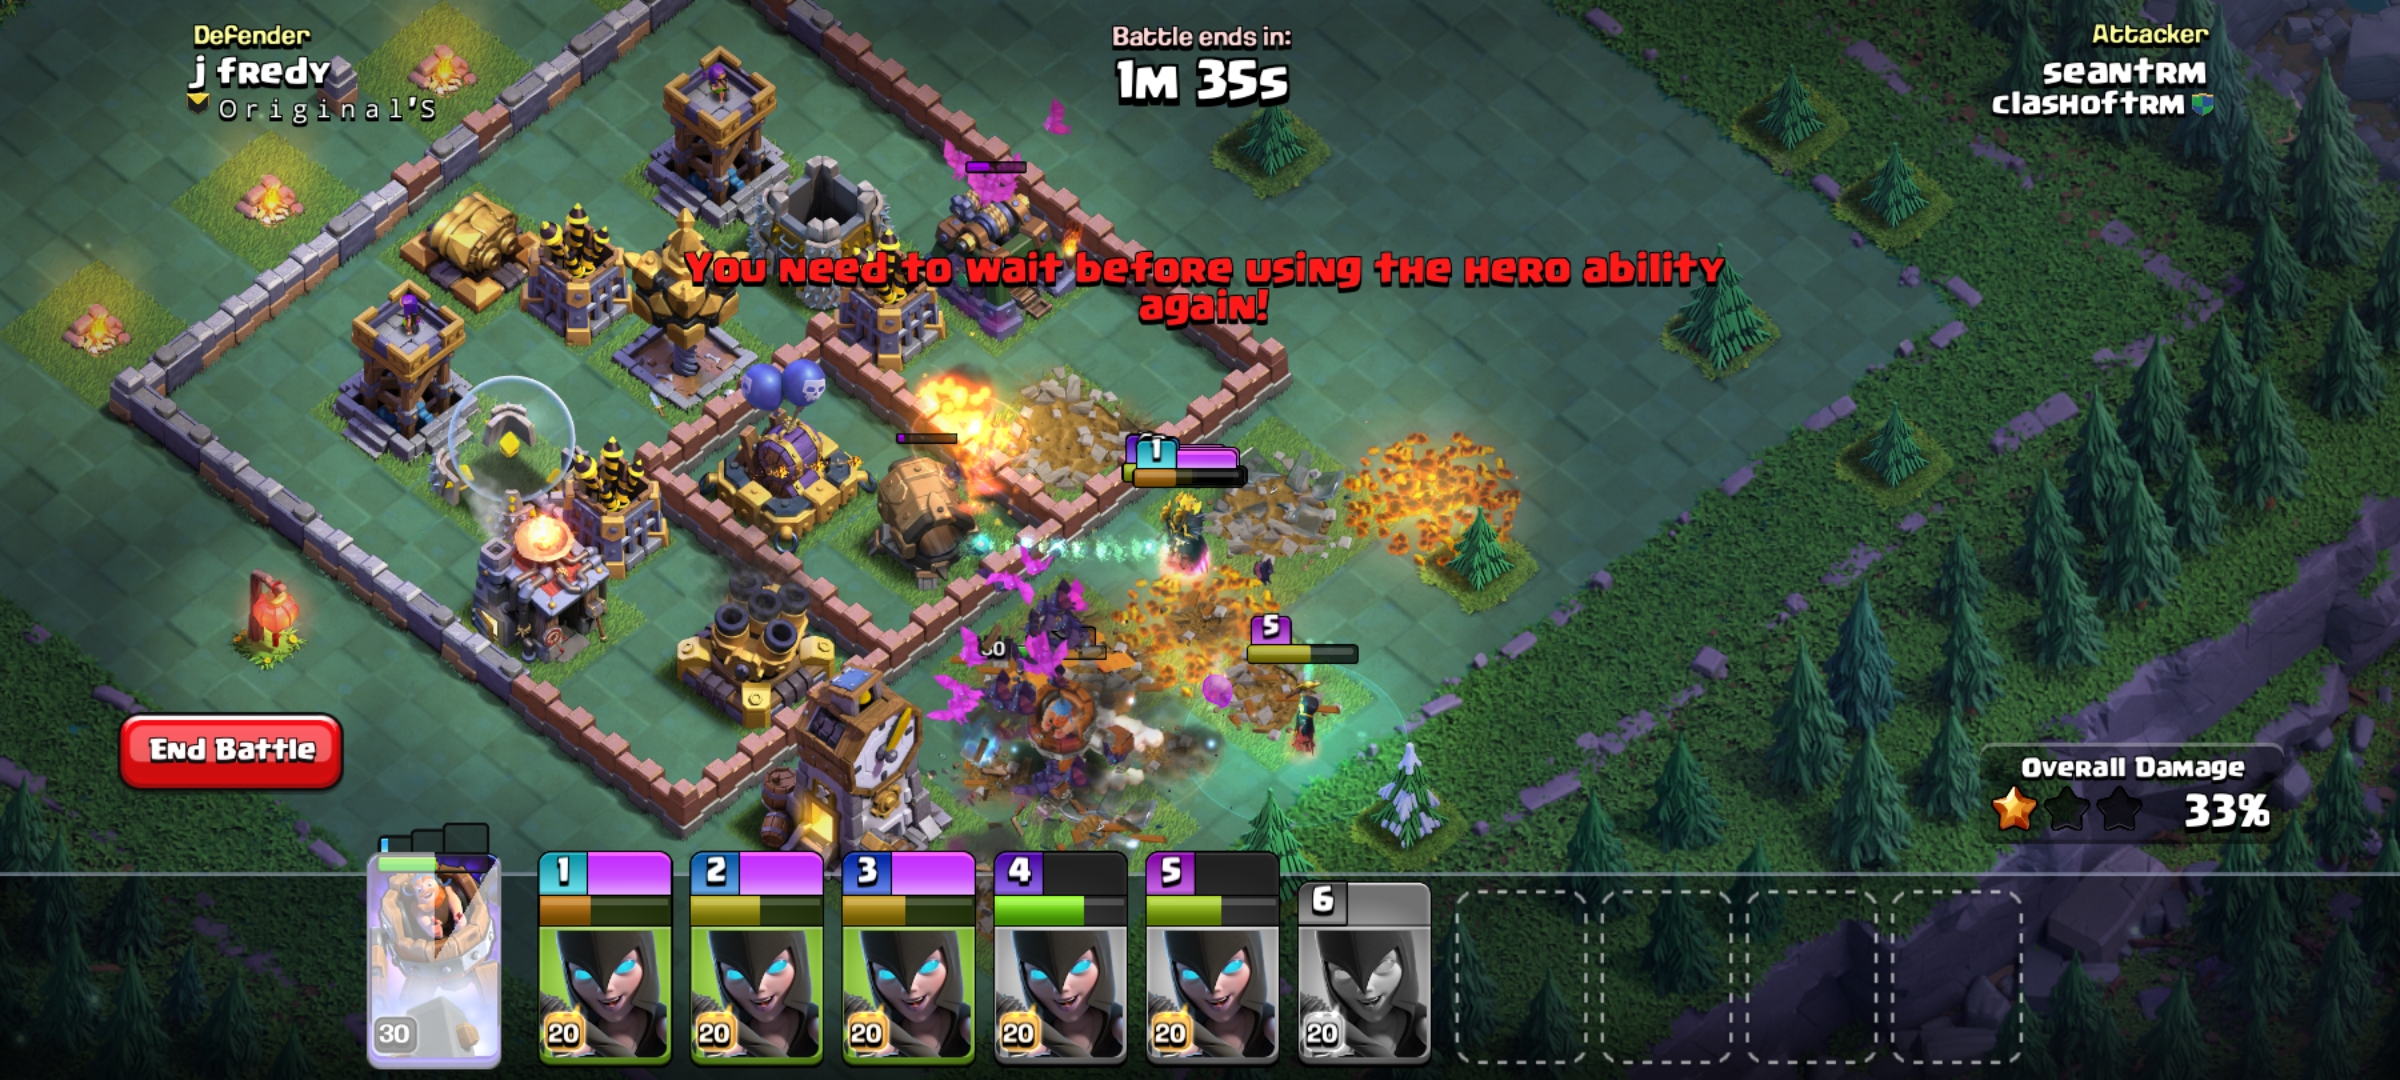 Defender
j fredy
Original'S
Battle ends in:
1M 35s
Attacker
seantrm
clashoftrm
You need to wait before using the Hero ability
again!
1
5
End Battle
Overall Damage
33%
1
2
3
4
5
6
30
20
20
20
20
20
20